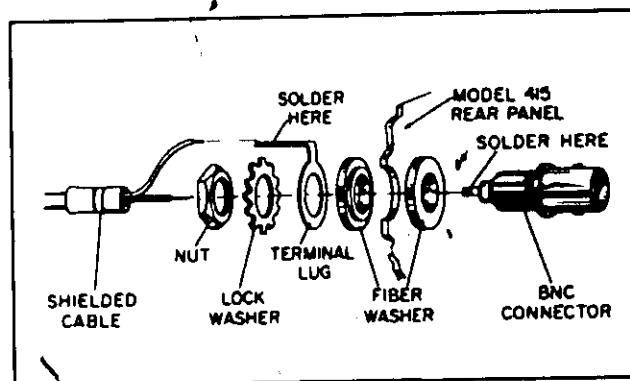 SOLDER
HERE
MODEL 415
REAR PANEL
SOLDER HERE
NUT
LOCK
WASHER
TERMINAL
LUG
FIBER
WASHER
BNC
CONNECTOR
SHIELDED
CABLE